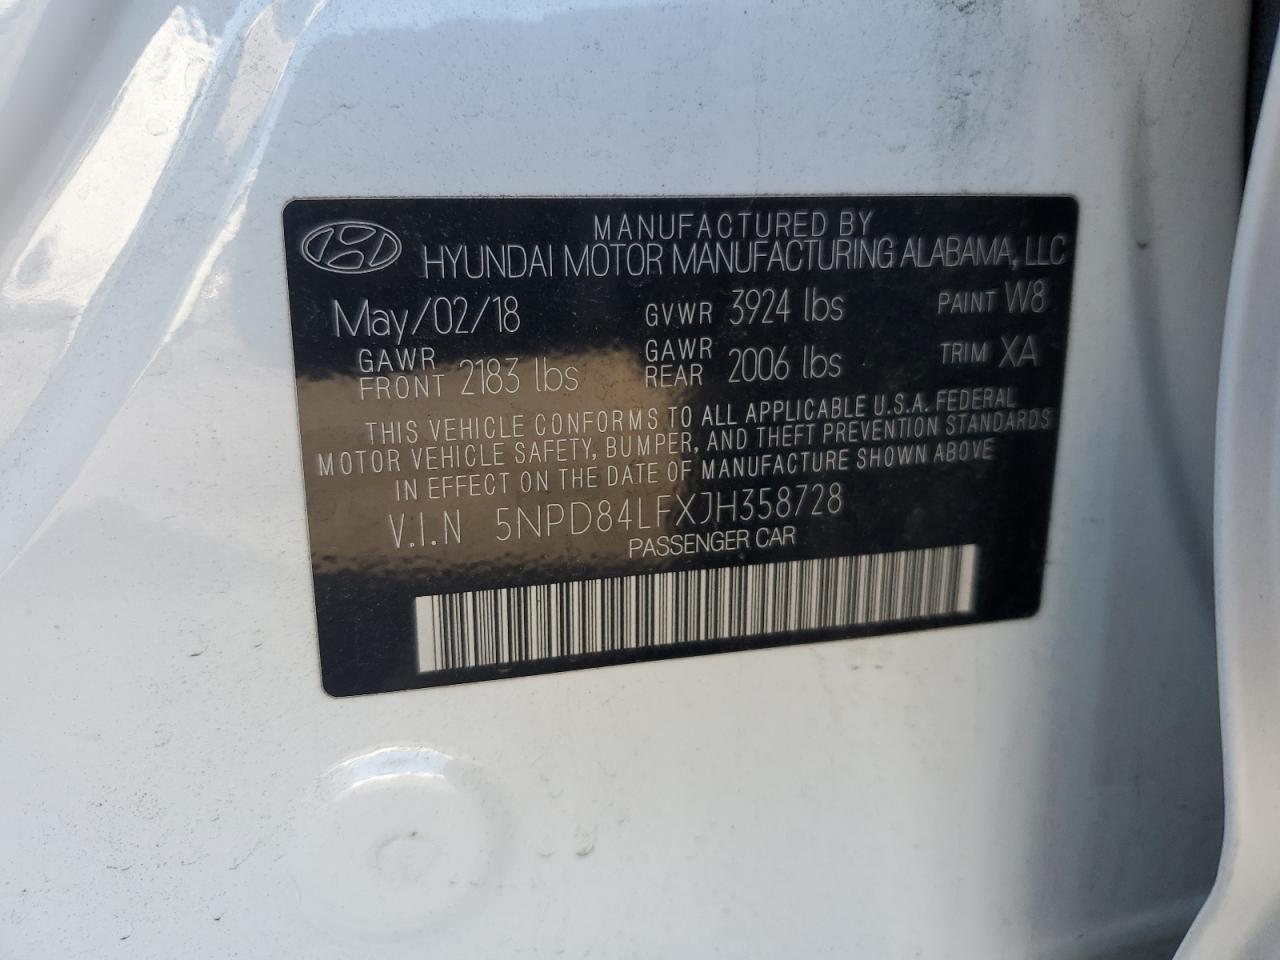 MANUFACTURED BY
HYUNDAI MOTOR MANUFACTURING ALABAMA, LLC
May/02/18 GVWR 3924 lbs PAINT W8
GAWR FRONT 2183 lbs GAWR REAR 2006 lbs TRIM XA
THIS VEHICLE CONFORMS TO ALL APPLICABLE U.S.A. FEDERAL
MOTOR VEHICLE SAFETY, BUMPER, AND THEFT PREVENTION STANDARDS
IN EFFECT ON THE DATE OF MANUFACTURE SHOWN ABOVE
V.I.N 5NPD84LFXJH358728
PASSENGER CAR